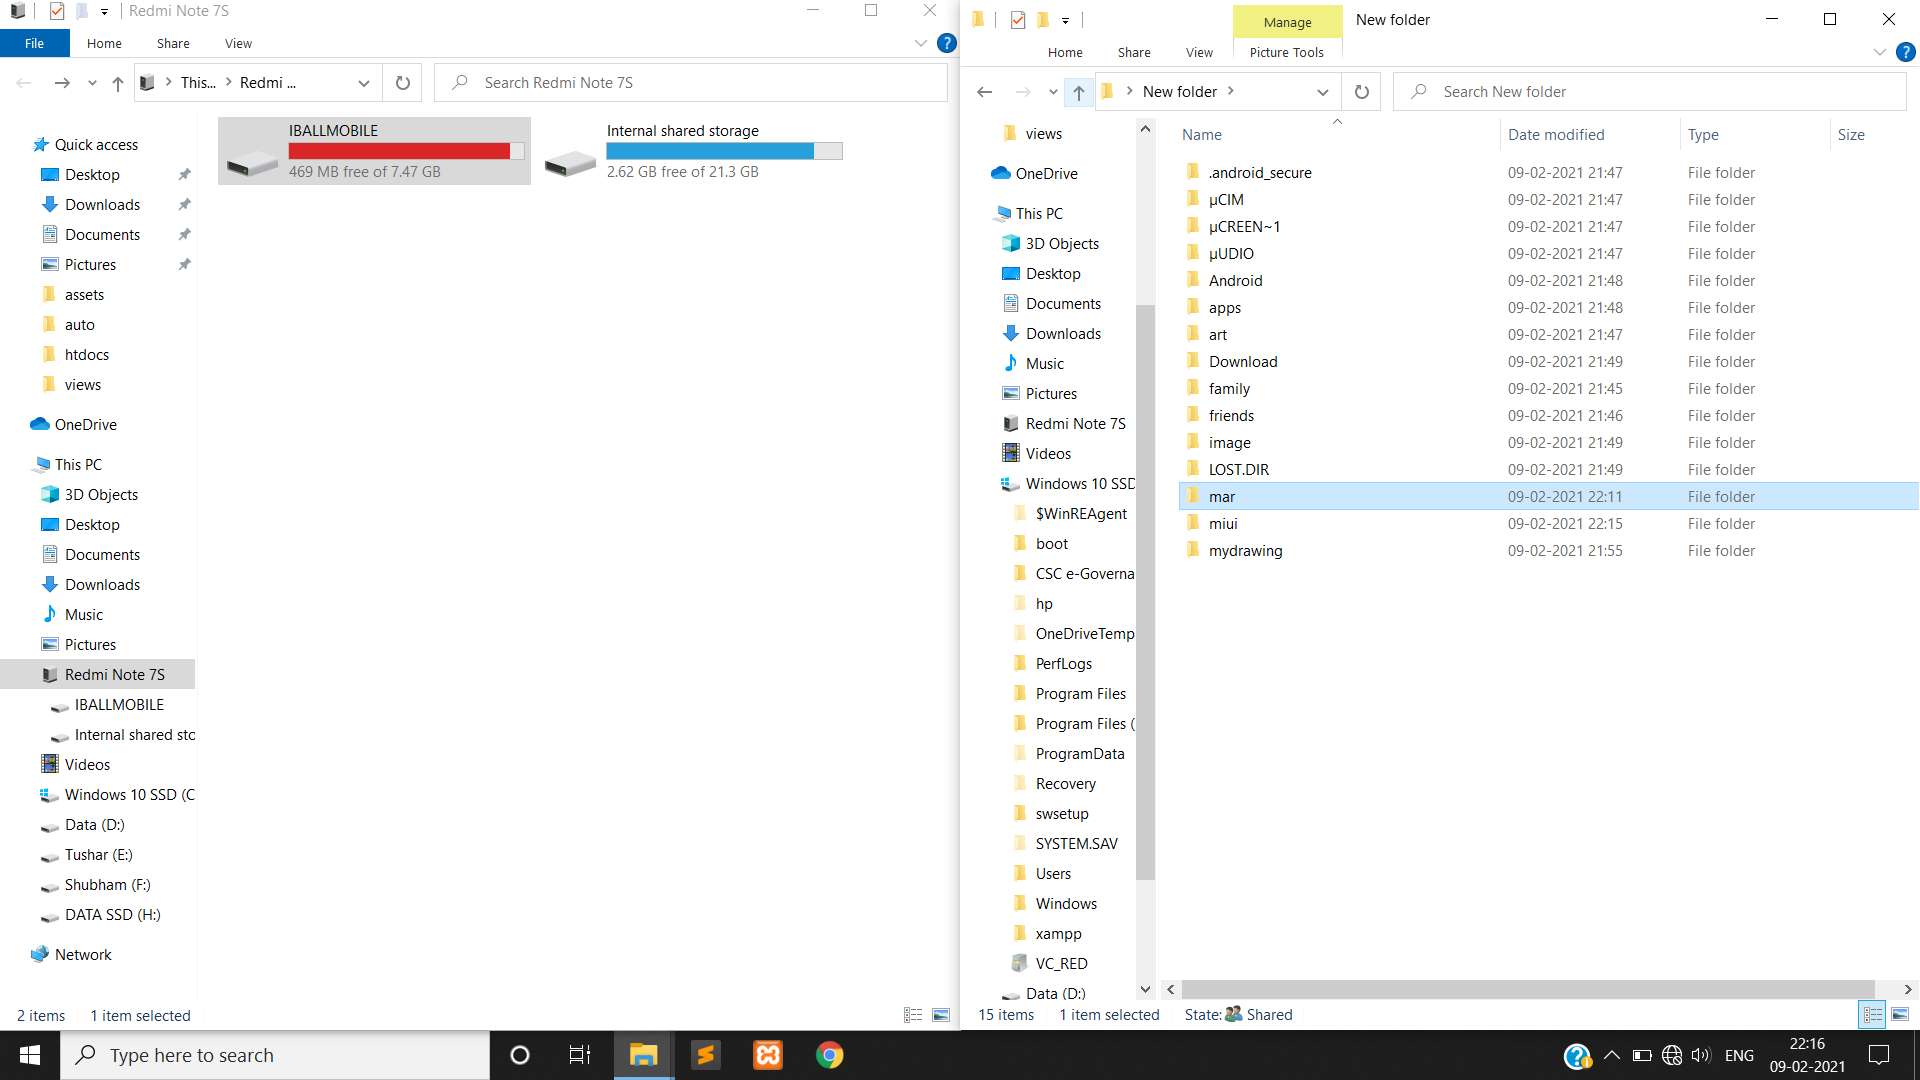 Redmi Note 7S
File Home Share View
This... Redmi ...
Search Redmi Note 7S
Quick access
Desktop
Downloads
Documents
Pictures
assets
auto
htdocs
views
OneDrive
This PC
3D Objects
Desktop
Documents
Downloads
Music
Pictures
Redmi Note 7S
IBALLMOBILE
Internal shared sto
Videos
Windows 10 SSD (C
Data (D:)
Tushar (E:)
Shubham (F:)
DATA SSD (H:)
Network
IBALLMOBILE
469 MB free of 7.47 GB
Internal shared storage
2.62 GB free of 21.3 GB
2 items 1 item selected
Manage New folder
Home Share View Picture Tools
New folder
Search New folder
views
OneDrive
This PC
3D Objects
Desktop
Documents
Downloads
Music
Pictures
Redmi Note 7S
Videos
Windows 10 SSD
$WinREAgent
boot
CSC e-Governa
hp
OneDriveTemp
PerfLogs
Program Files
Program Files (
ProgramData
Recovery
swsetup
SYSTEM.SAV
Users
Windows
xampp
VC_RED
Data (D:)
Name Date modified Type Size
.android_secure 09-02-2021 21:47 File folder
µCIM 09-02-2021 21:47 File folder
µCREEN~1 09-02-2021 21:47 File folder
µUDIO 09-02-2021 21:47 File folder
Android 09-02-2021 21:48 File folder
apps 09-02-2021 21:48 File folder
art 09-02-2021 21:47 File folder
Download 09-02-2021 21:49 File folder
family 09-02-2021 21:45 File folder
friends 09-02-2021 21:46 File folder
image 09-02-2021 21:49 File folder
LOST.DIR 09-02-2021 21:49 File folder
mar 09-02-2021 22:11 File folder
miui 09-02-2021 22:15 File folder
mydrawing 09-02-2021 21:55 File folder
15 items 1 item selected State: Shared
Type here to search
ENG
22:16
09-02-2021